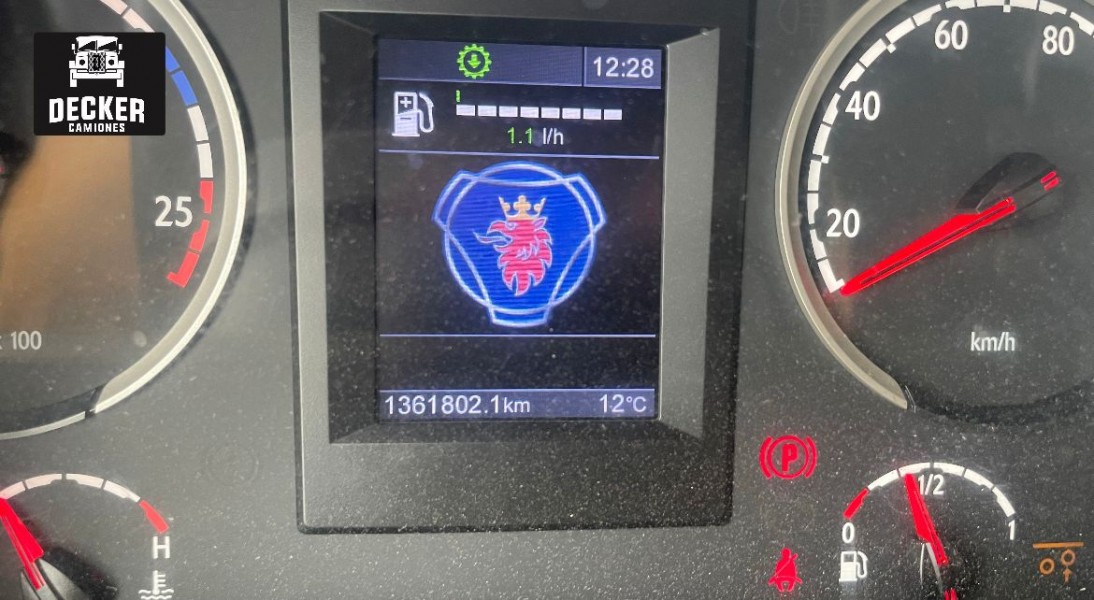 DECKER
CAMIONES
12:28
1.1 l/h
1361802.1km 12°C
25
x 100
H
20
40
60
80
km/h
P
0
1/2
1